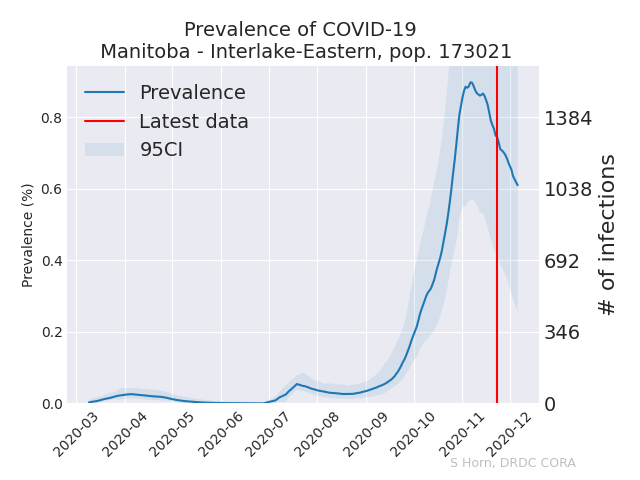 Prevalence of COVID-19
Manitoba - Interlake-Eastern, pop. 173021
Prevalence
Latest data
95CI
Prevalence (%)
0.8
0.6
0.4
0.2
0.0
1384
1038
692
346
0
# of infections
2020-03
2020-04
2020-05
2020-06
2020-07
2020-08
2020-09
2020-10
2020-11
2020-12
S Horn, DRDC CORA